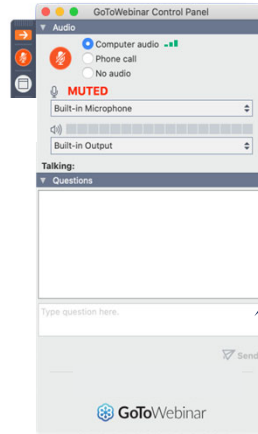 GoToWebinar Control Panel
Audio
Computer audio
Phone call
No audio
MUTED
Built-in Microphone
Built-in Output
Talking:
Questions
Type question here.
Send
GoToWebinar